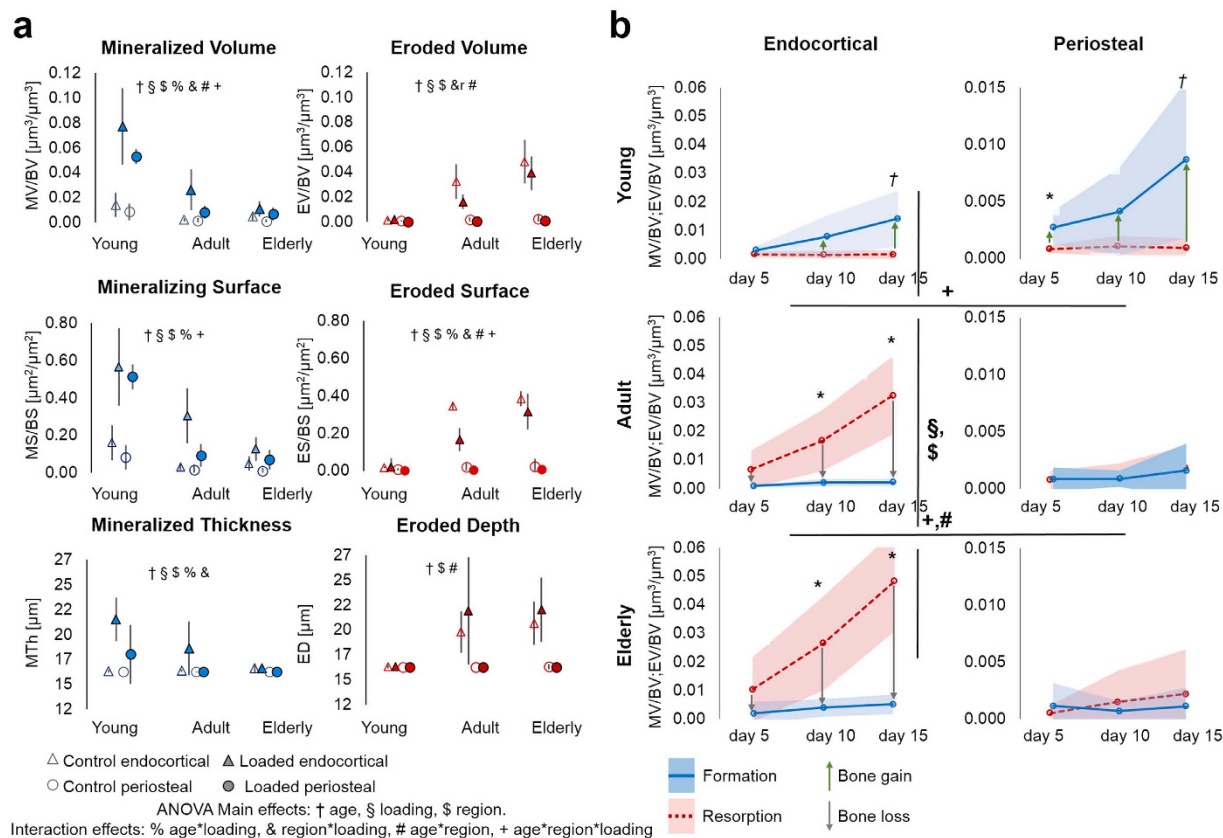 a
Mineralized Volume
Eroded Volume
MV/BV [µm³/µm³]
0.12
0.10
0.08
0.06
0.04
0.02
0.00
† § $ % & # +
Young
Adult
Elderly
EV/BV [µm³/µm³]
0.12
0.10
0.08
0.06
0.04
0.02
0.00
† § $ &r #
Young
Adult
Elderly
Mineralizing Surface
Eroded Surface
MS/BS [µm²/µm²]
0.80
0.60
0.40
0.20
0.00
† § $ % +
Young
Adult
Elderly
ES/BS [µm²/µm²]
0.80
0.60
0.40
0.20
0.00
† § $ % & # +
Young
Adult
Elderly
Mineralized Thickness
Eroded Depth
MTh [µm]
27
25
22
20
17
15
12
† § $ % &
Young
Adult
Elderly
ED [µm]
27
25
22
20
17
15
12
† $ #
Young
Adult
Elderly
Control endocortical
Loaded endocortical
Control periosteal
Loaded periosteal
ANOVA Main effects: † age, § loading, $ region.
Interaction effects: % age*loading, & region*loading, # age*region, + age*region*loading
b
Endocortical
Periosteal
Young
MV/BV;EV/BV [µm³/µm³]
0.06
0.05
0.04
0.03
0.02
0.01
0.00
†
day 5
day 10
day 15
0.015
0.010
0.005
0.000
*
†
day 5
day 10
day 15
+
Adult
MV/BV;EV/BV [µm³/µm³]
0.06
0.05
0.04
0.03
0.02
0.01
0.00
*
*
day 5
day 10
day 15
§,
$
0.015
0.010
0.005
0.000
day 5
day 10
day 15
+,#
Elderly
MV/BV;EV/BV [µm³/µm³]
0.06
0.05
0.04
0.03
0.02
0.01
0.00
*
*
day 5
day 10
day 15
0.015
0.010
0.005
0.000
day 5
day 10
day 15
Formation
Bone gain
Resorption
Bone loss